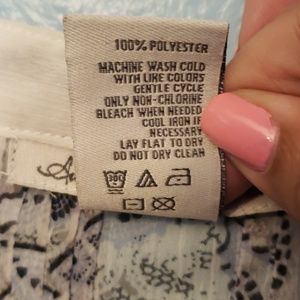 100% POLYESTER
MACHINE WASH COLD
WITH LIKE COLORS
GENTLE CYCLE
ONLY NON-CHLORINE
BLEACH WHEN NEEDED
COOL IRON IF
NECESSARY
LAY FLAT TO DRY
DO NOT DRY CLEAN